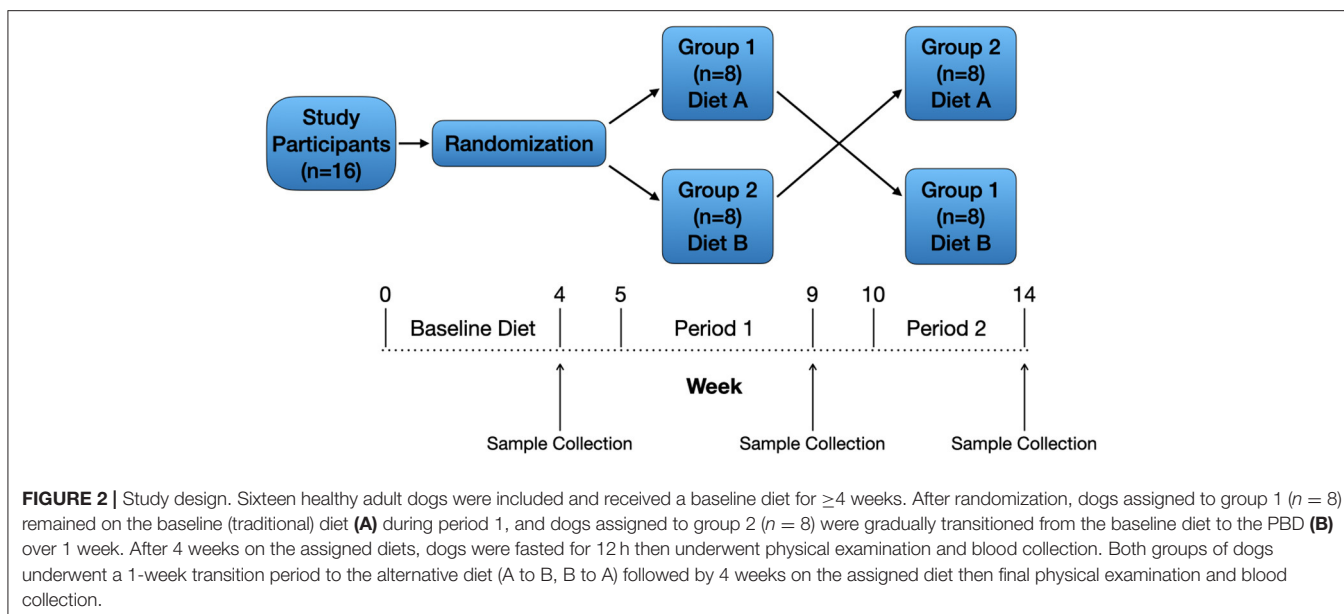 Study
Participants
(n=16)
Randomization
Group 1
(n=8)
Diet A
Group 2
(n=8)
Diet B
Group 2
(n=8)
Diet A
Group 1
(n=8)
Diet B
0 4 5 9 10 14
Baseline Diet Period 1 Period 2
Week
Sample Collection Sample Collection Sample Collection
FIGURE 2 | Study design. Sixteen healthy adult dogs were included and received a baseline diet for ≥4 weeks. After randomization, dogs assigned to group 1 (n = 8)
remained on the baseline (traditional) diet (A) during period 1, and dogs assigned to group 2 (n = 8) were gradually transitioned from the baseline diet to the PBD (B)
over 1 week. After 4 weeks on the assigned diets, dogs were fasted for 12 h then underwent physical examination and blood collection. Both groups of dogs
underwent a 1-week transition period to the alternative diet (A to B, B to A) followed by 4 weeks on the assigned diet then final physical examination and blood
collection.